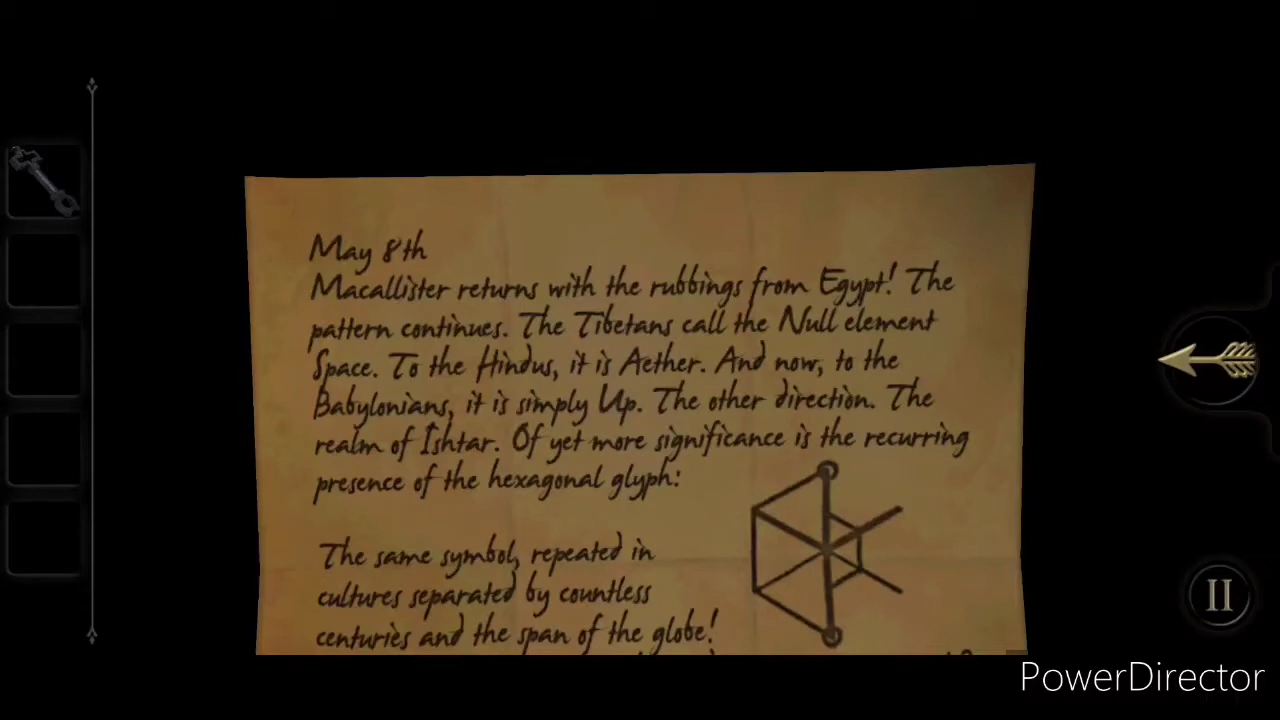 May 8th
Macallister returns with the rubbings from Egypt! The
pattern continues. The Tibetans call the Null element
Space. To the Hindus, it is Aether. And now, to the
Babylonians, it is simply Up. The other direction. The
realm of Ishtar. Of yet more significance is the recurring
presence of the hexagonal glyph:
The same symbol, repeated in
cultures separated by countless
centuries and the span of the globe!
PowerDirector